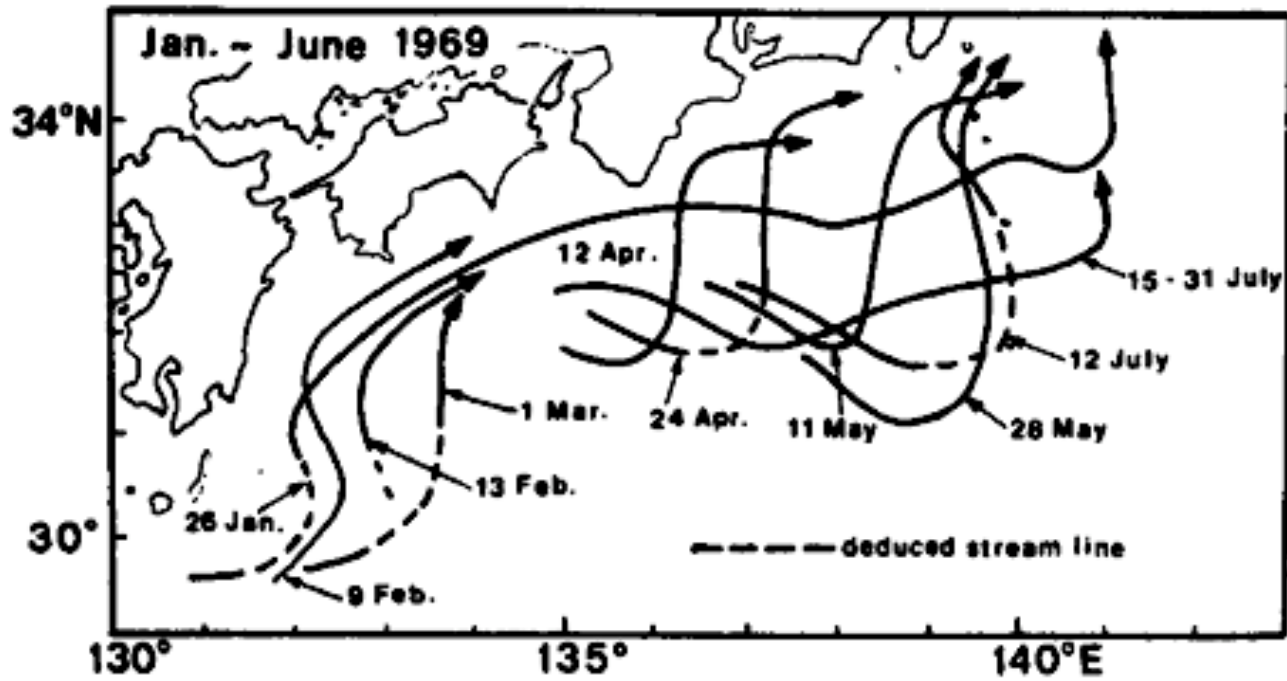 Jan. ~ June 1969
34°N
12 Apr.
15 - 31 July
12 July
1 Mar.
24 Apr.
11 May
28 May
13 Feb.
26 Jan.
30°
deduced stream line
9 Feb.
130°
135°
140°E